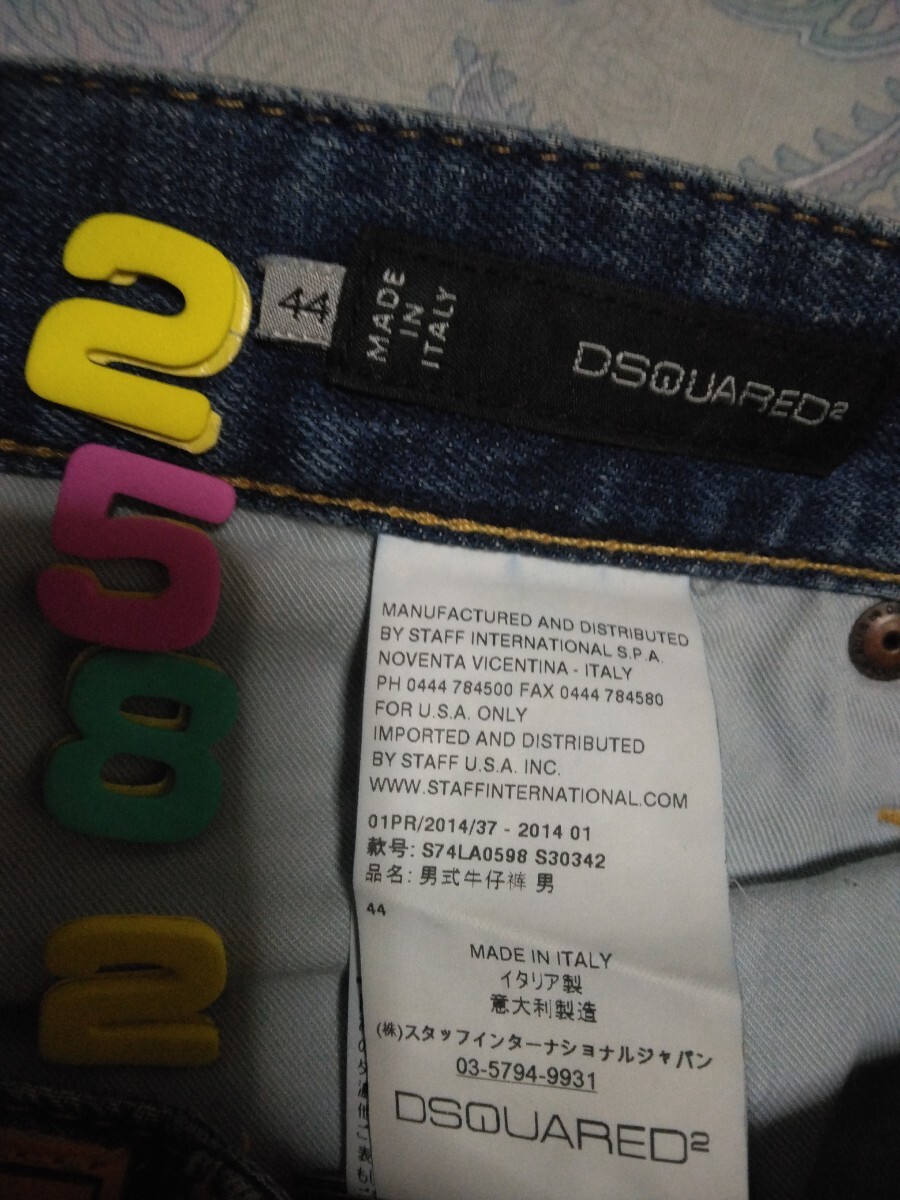 2
5
8
2
44
MADE
IN
ITALY
DSQUARED2
MANUFACTURED AND DISTRIBUTED
BY STAFF INTERNATIONAL S.P.A.
NOVENTA VICENTINA - ITALY
PH 0444 784500 FAX 0444 784580
FOR U.S.A. ONLY
IMPORTED AND DISTRIBUTED
BY STAFF U.S.A. INC.
WWW.STAFFINTERNATIONAL.COM
01PR/2014/37 - 2014 01
款号: S74LA0598 S30342
品名: 男式牛仔裤 男
44
MADE IN ITALY
イタリア製
意大利製造
(株)スタッフインターナショナルジャパン
03-5794-9931
DSQUARED2